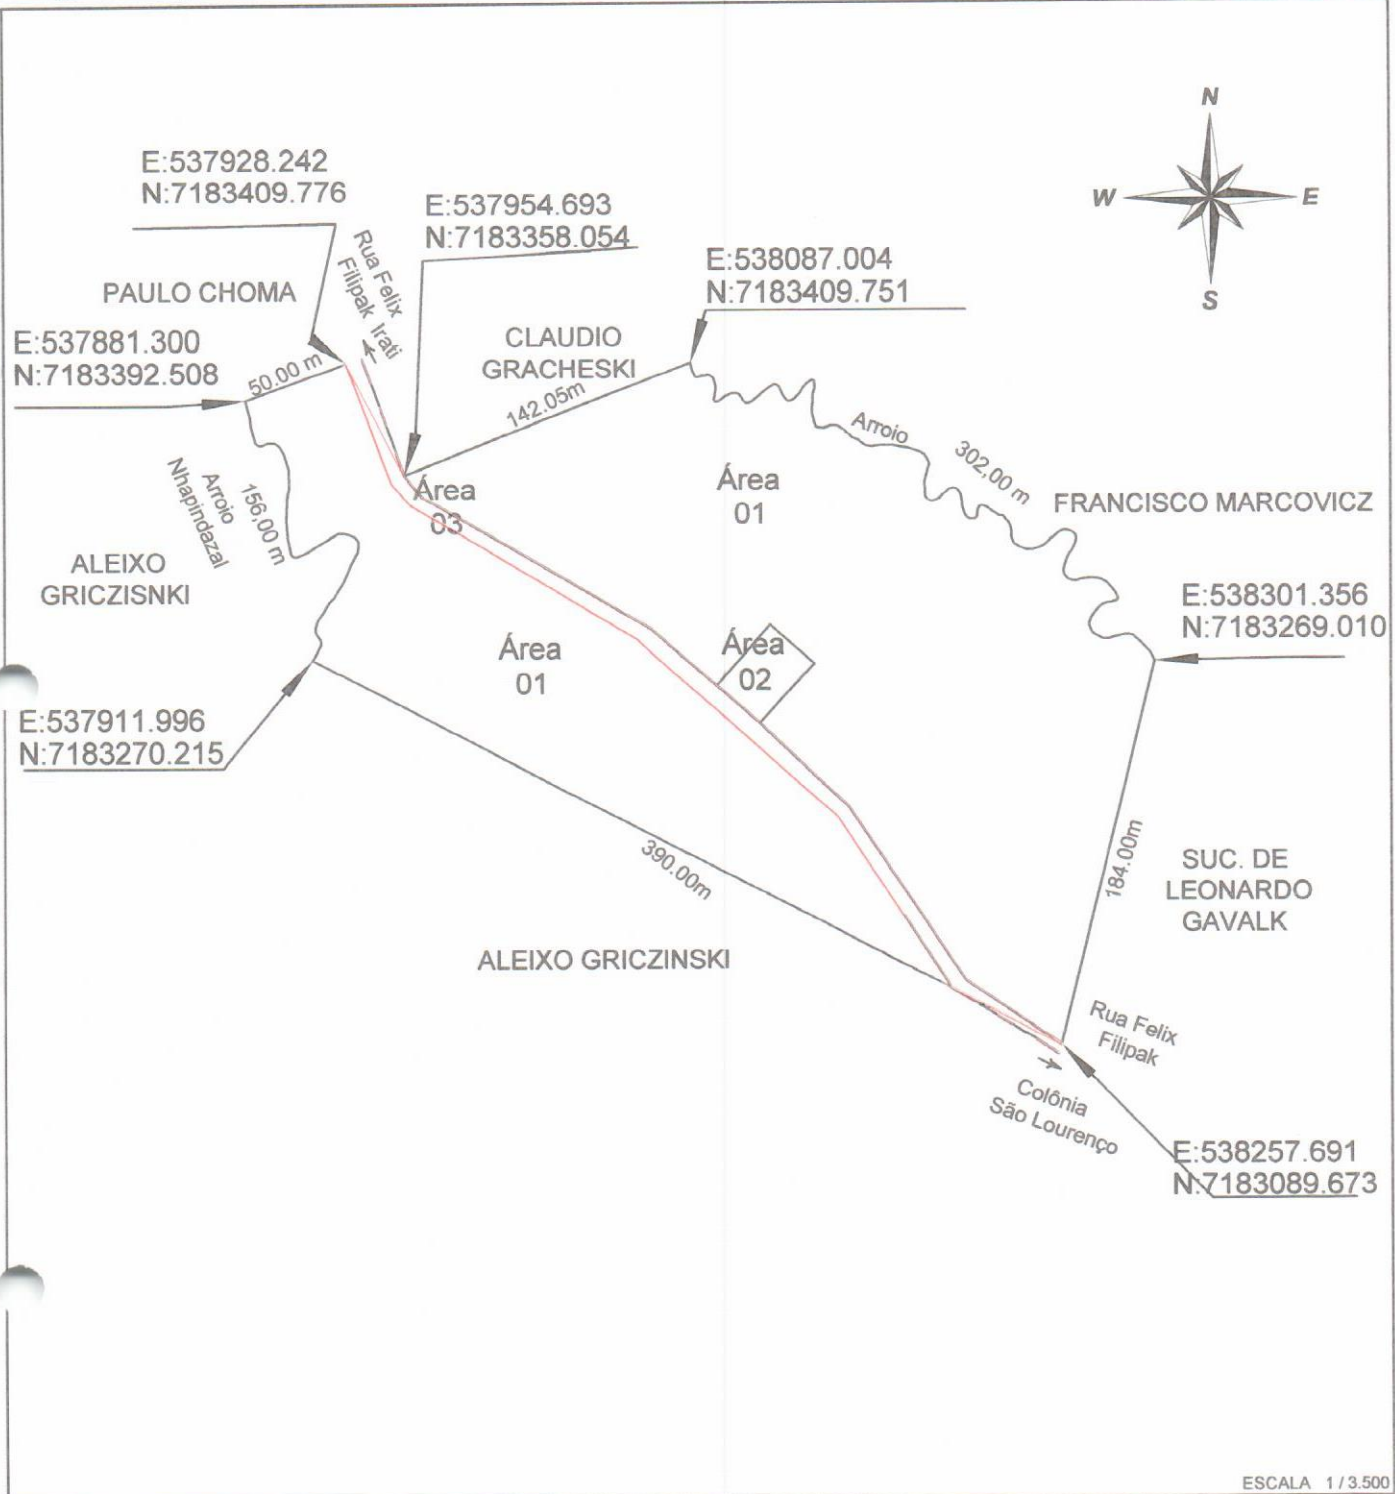 N
W
E
S
E:537928.242
N:7183409.776
E:537954.693
N:7183358.054
E:538087.004
N:7183409.751
Rua Felix
Filipak Irati
PAULO CHOMA
E:537881.300
N:7183392.508
50.00 m
CLAUDIO
GRACHESKI
142.05m
Arroio
302,00 m
FRANCISCO MARCOVICZ
Área
03
Área
01
Arroio
Nhapindazal
156,00 m
ALEIXO
GRICZISNKI
E:538301.356
N:7183269.010
Área
01
Área
02
E:537911.996
N:7183270.215
390.00m
184.00m
SUC. DE
LEONARDO
GAVALK
ALEIXO GRICZINSKI
Rua Felix
Filipak
Colônia
São Lourenço
E:538257.691
N:7183089.673
ESCALA 1 / 3.500